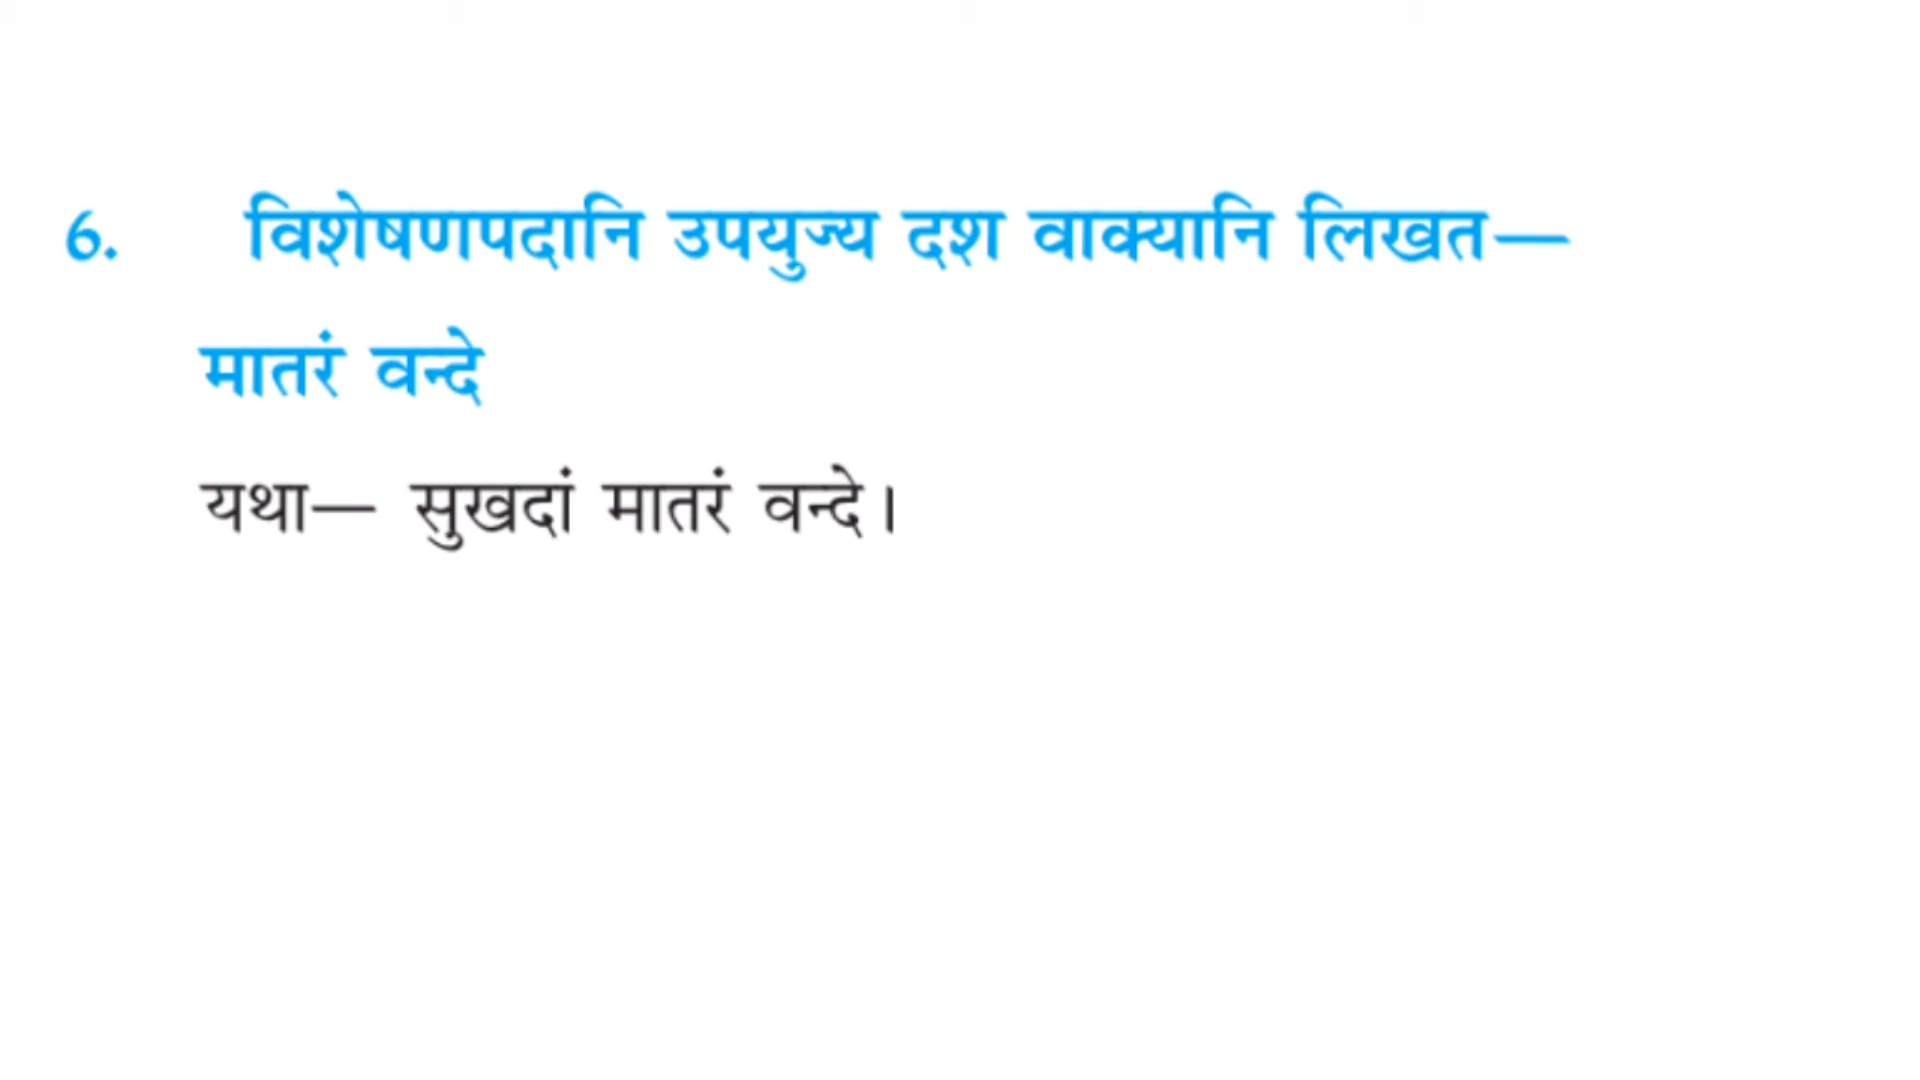 6. विशेषणपदानि उपयुज्य दश वाक्यानि लिखत—
मातरं वन्दे
यथा— सुखदां मातरं वन्दे।